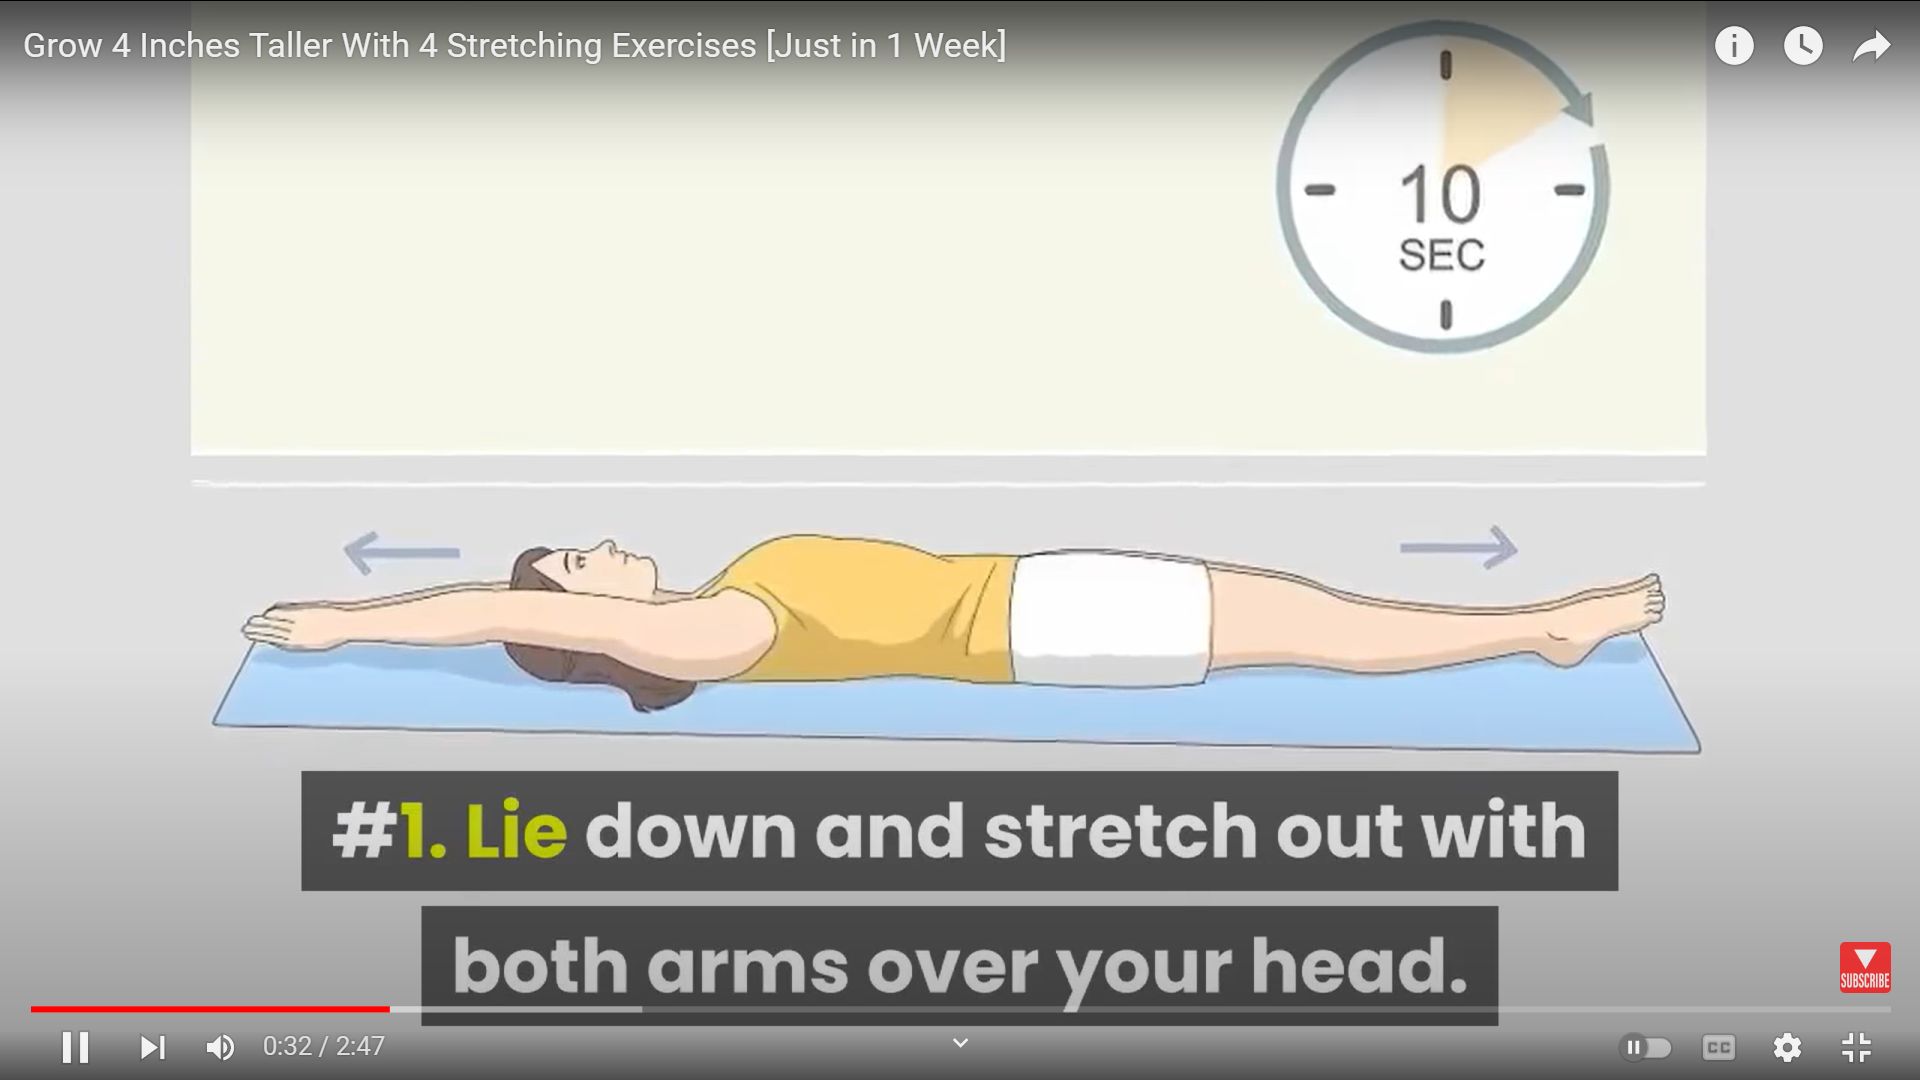 Grow 4 Inches Taller With 4 Stretching Exercises [Just in 1 Week]
10
SEC
#1. Lie down and stretch out with
both arms over your head.
SUBSCRIBE
0:32 / 2:47
CC